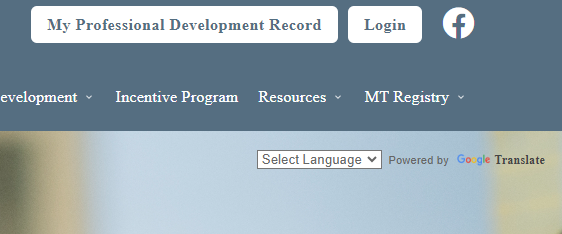 My Professional Development Record Login
evelopment Incentive Program Resources MT Registry
Select Language Powered by Google Translate